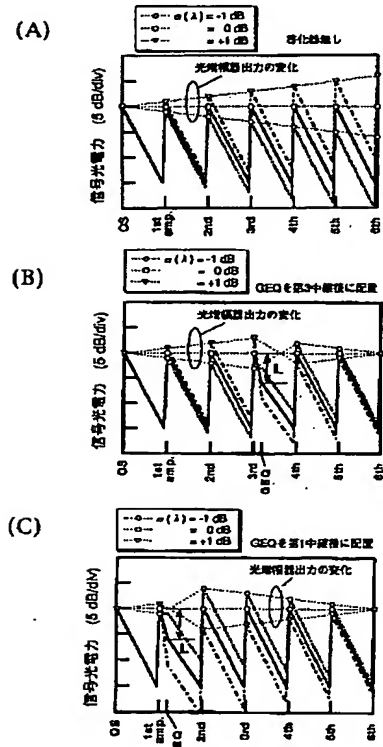 (A)
α(λ)=-1 dB
= 0 dB
=+1 dB
等化器無し
光増幅器出力の変化
信号光電力 (5 dB/div)
OS
1st amp.
2nd
3rd
4th
5th
6th
(B)
α(λ)=-1 dB
= 0 dB
= +1 dB
GEQを第3中継後に配置
光増幅器出力の変化
IL
信号光電力 (5 dB/div)
OS
1st amp.
2nd
3rd
GEQ
4th
5th
6th
(C)
α(λ)=-1 dB
= 0 dB
= +1 dB
GEQを第1中継後に配置
光増幅器出力の変化
IL
信号光電力 (5 dB/div)
OS
1st amp.
2nd
4th
5th
6th